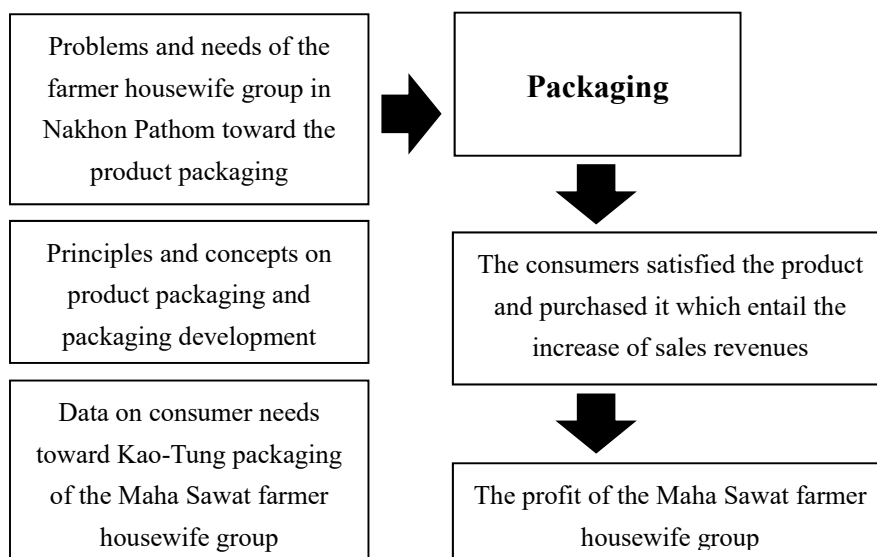 Problems and needs of the
farmer housewife group in
Nakhon Pathom toward the
product packaging
Packaging
Principles and concepts on
product packaging and
packaging development
The consumers satisfied the product
and purchased it which entail the
increase of sales revenues
Data on consumer needs
toward Kao-Tung packaging
of the Maha Sawat farmer
housewife group
The profit of the Maha Sawat farmer
housewife group